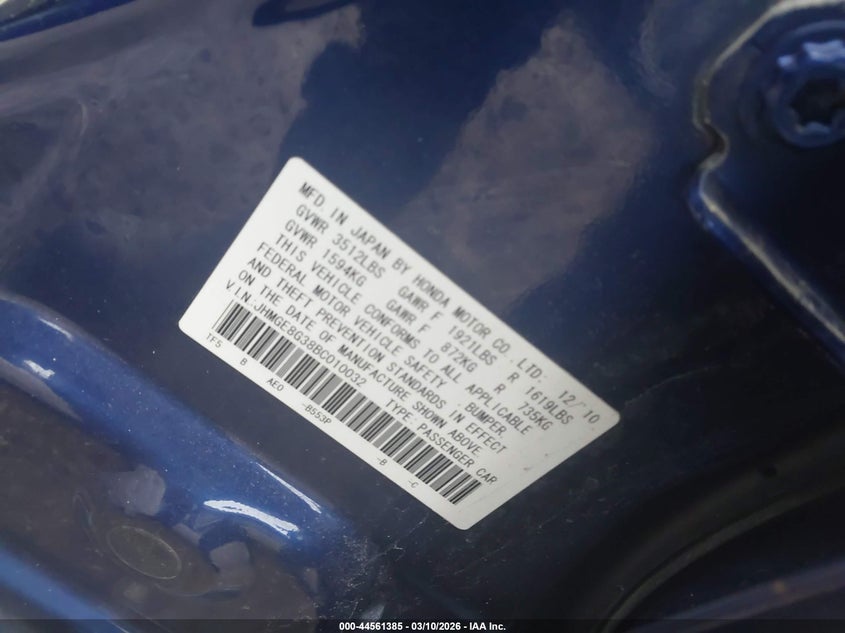 MFD. IN JAPAN BY HONDA MOTOR CO., LTD. 12/10
GVWR 3512LBS GAWR F 1921LBS R 1619LBS
GVWR 1594KG GAWR F 872KG R 735KG
THIS VEHICLE CONFORMS TO ALL APPLICABLE
FEDERAL MOTOR VEHICLE SAFETY, BUMPER,
AND THEFT PREVENTION STANDARDS IN EFFECT
ON THE DATE OF MANUFACTURE SHOWN ABOVE.
V.I.N:JHMGE8G38BC010032 TYPE:PASSENGER CAR
TF5 B AE0 -B553P -B -C
000-44561385 - 03/10/2026 - IAA Inc.